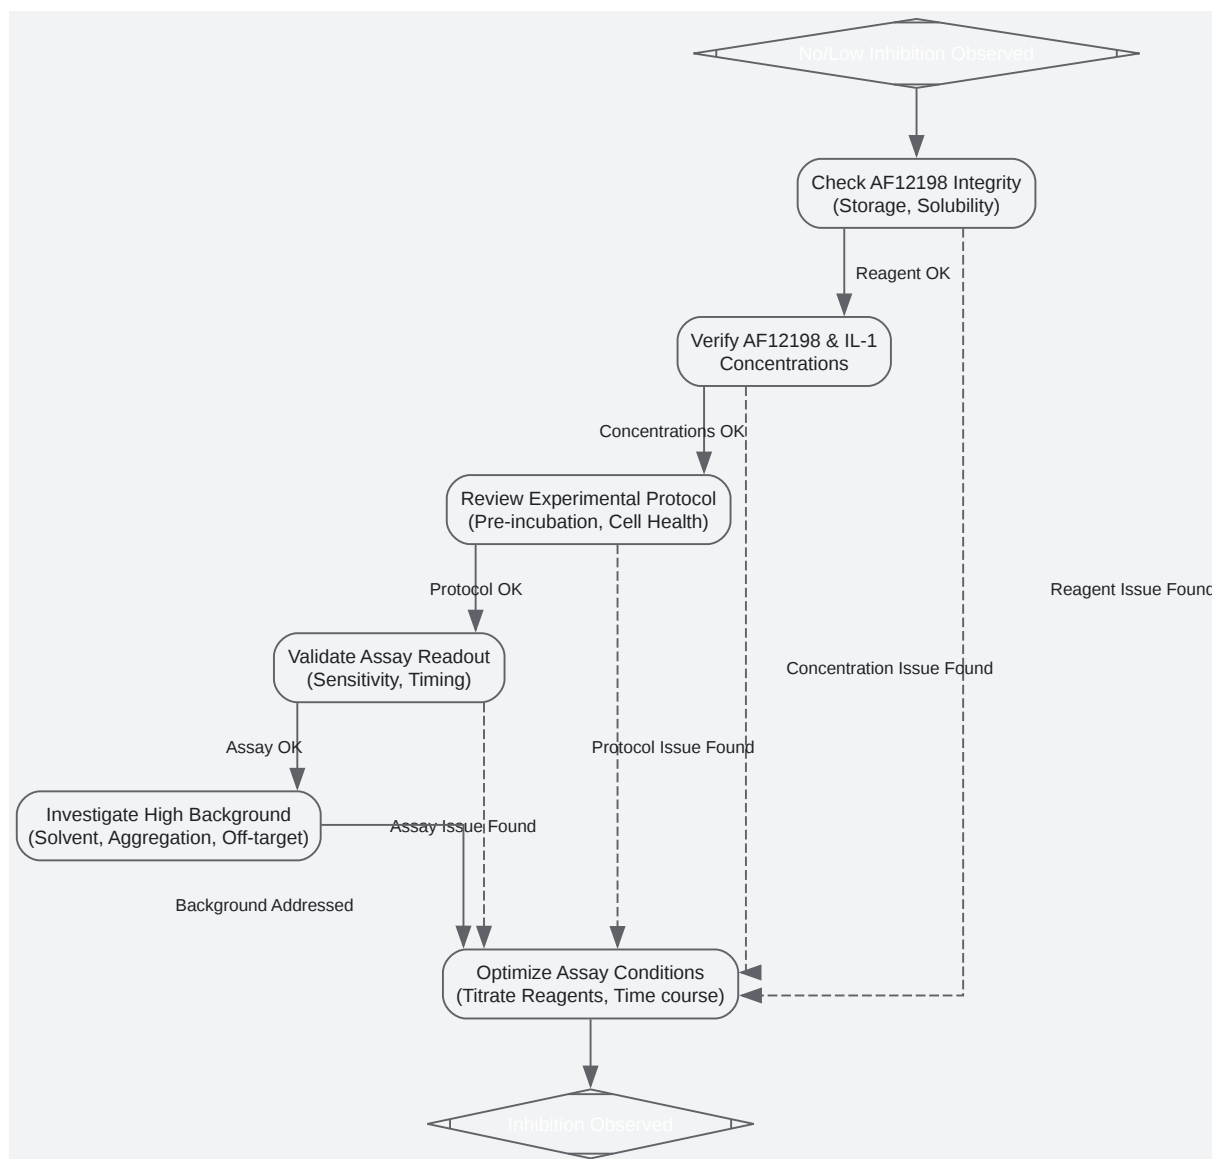 No/Low Inhibition Observed
Check AF12198 Integrity
(Storage, Solubility)
Reagent OK
Verify AF12198 & IL-1
Concentrations
Concentrations OK
Review Experimental Protocol
(Pre-incubation, Cell Health)
Protocol OK
Reagent Issue Found
Validate Assay Readout
(Sensitivity, Timing)
Concentration Issue Found
Assay OK
Protocol Issue Found
Investigate High Background
(Solvent, Aggregation, Off-target)
Assay Issue Found
Background Addressed
Optimize Assay Conditions
(Titrate Reagents, Time course)
Inhibition Observed